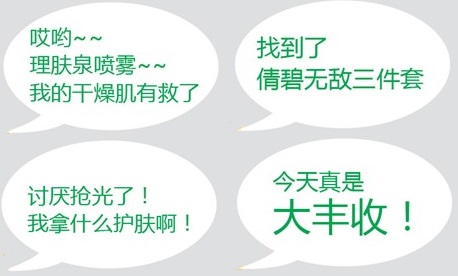 哎哟~~
理肤泉喷雾~~
我的干燥肌有救了
找到了
倩碧无敌三件套
讨厌抢光了！
我拿什么护肤啊！
今天真是
大丰收！